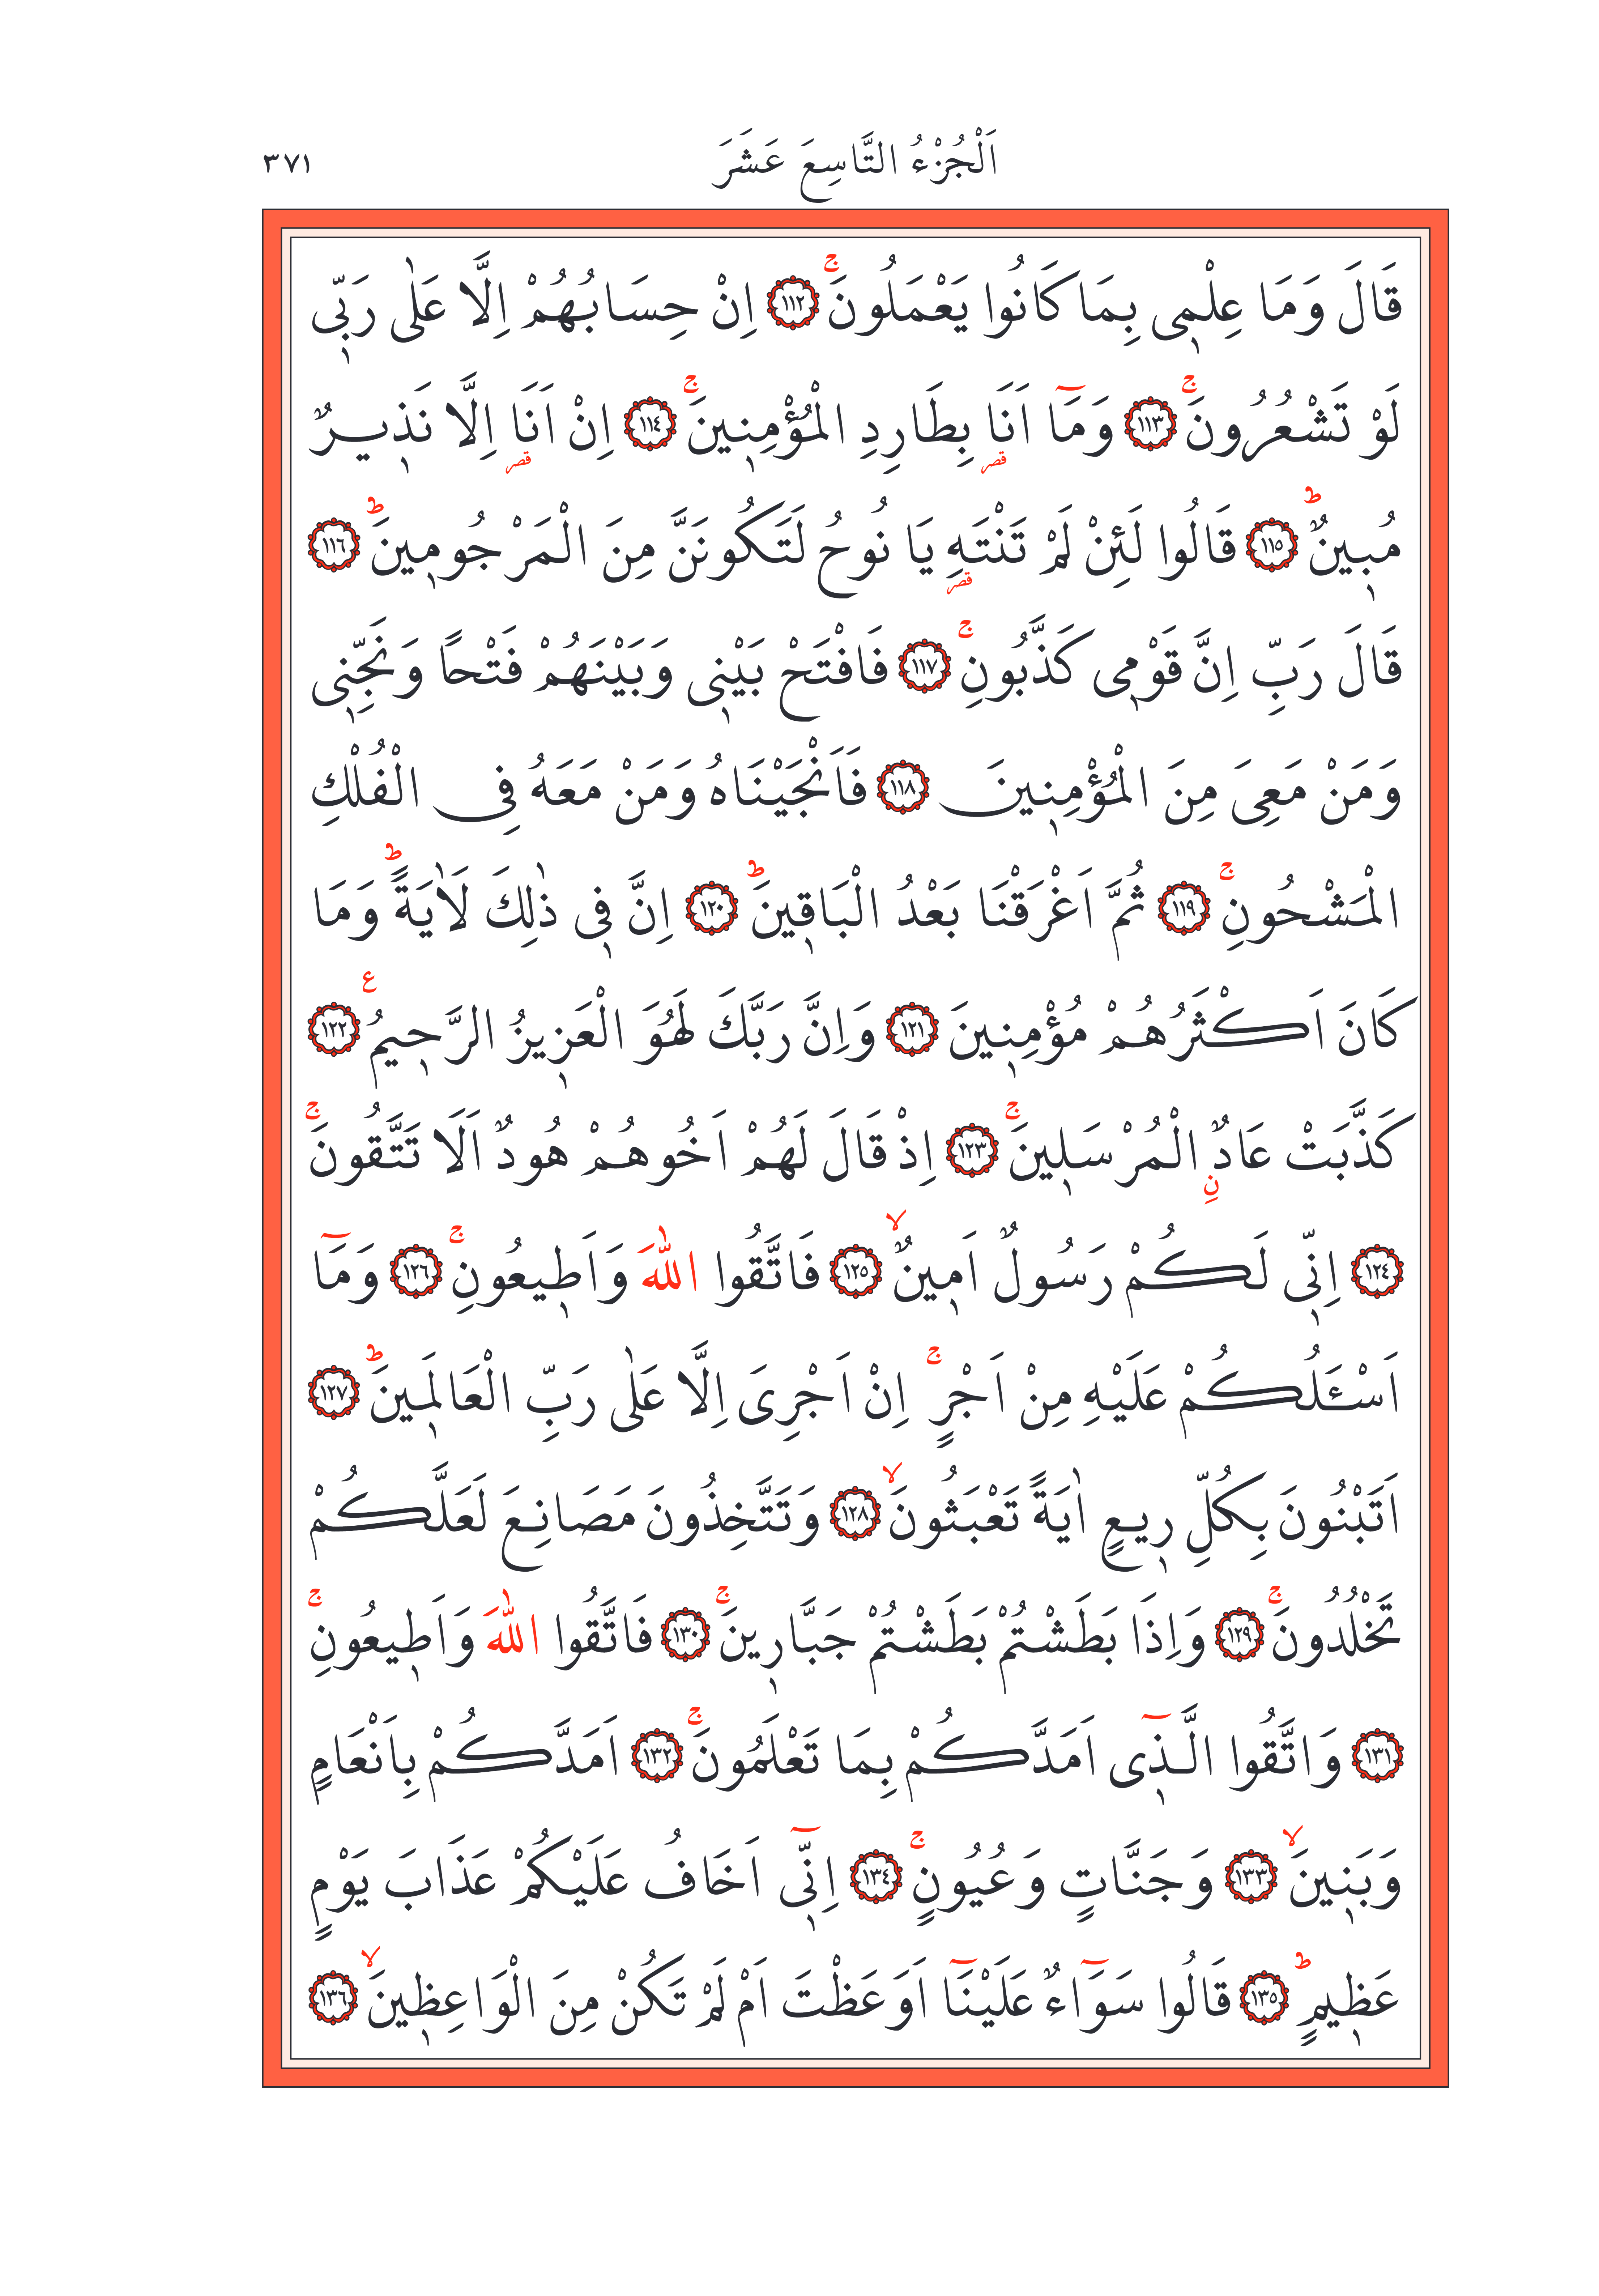 اَلْجُزْءُ التَّاسِعَ عَشَرَ
٣٧١
قَالَ وَمَا عِلْمٖى بِمَا كَانُوا يَعْمَلُونَۚ ١١٢ اِنْ حِسَابُهُمْ اِلَّا عَلٰى رَبّٖى
لَوْ تَشْعُرُونَۚ ١١٣ وَمَٓا اَنَا۬ بِطَارِدِ الْمُؤْمِنٖينَۚ ١١٤ اِنْ اَنَا۬ اِلَّا نَذٖيرٌ
مُبٖينٌؕ ١١٥ قَالُوا لَئِنْ لَمْ تَنْتَهِ۬ يَا نُوحُ لَتَكُونَنَّ مِنَ الْمَرْجُومٖينَؕ ١١٦
قَالَ رَبِّ اِنَّ قَوْمٖى كَذَّبُونِۚ ١١٧ فَافْتَحْ بَيْنٖى وَبَيْنَهُمْ فَتْحًا وَنَجِّنٖى
وَمَنْ مَعِىَ مِنَ الْمُؤْمِنٖينَ ١١٨ فَاَنْجَيْنَاهُ وَمَنْ مَعَهُ فِى الْفُلْكِ
الْمَشْحُونِۚ ١١٩ ثُمَّ اَغْرَقْنَا بَعْدُ الْبَاقٖينَؕ ١٢٠ اِنَّ فٖى ذٰلِكَ لَاٰيَةًؕ وَمَا
كَانَ اَكْثَرُهُمْ مُؤْمِنٖينَ ١٢١ وَاِنَّ رَبَّكَ لَهُوَ الْعَزٖيزُ الرَّحٖيمُ ع ١٢٢
كَذَّبَتْ عَادٌ نِ الْمُرْسَلٖينَۚ ١٢٣ اِذْ قَالَ لَهُمْ اَخُوهُمْ هُودٌ اَلَا تَتَّقُونَۚ
١٢٤ اِنّٖى لَكُمْ رَسُولٌ اَمٖينٌۙ ١٢٥ فَاتَّقُوا اللّٰهَ وَاَطٖيعُونِۚ ١٢٦ وَمَٓا
اَسْـَٔلُكُمْ عَلَيْهِ مِنْ اَجْرٍۚ اِنْ اَجْرِىَ اِلَّا عَلٰى رَبِّ الْعَالَمٖينَؕ ١٢٧
اَتَبْنُونَ بِكُلِّ رٖيعٍ اٰيَةً تَعْبَثُونَۙ ١٢٨ وَتَتَّخِذُونَ مَصَانِعَ لَعَلَّكُمْ
تَخْلُدُونَۚ ١٢٩ وَاِذَا بَطَشْتُمْ بَطَشْتُمْ جَبَّارٖينَۚ ١٣٠ فَاتَّقُوا اللّٰهَ وَاَطٖيعُونِۚ
١٣١ وَاتَّقُوا الَّذٖٓى اَمَدَّكُمْ بِمَا تَعْلَمُونَۚ ١٣٢ اَمَدَّكُمْ بِاَنْعَامٍ
وَبَنٖينَۙ ١٣٣ وَجَنَّاتٍ وَعُيُونٍۚ ١٣٤ اِنّٖٓى اَخَافُ عَلَيْكُمْ عَذَابَ يَوْمٍ
عَظٖيمٍؕ ١٣٥ قَالُوا سَوَٓاءٌ عَلَيْنَٓا اَوَعَظْتَ اَمْ لَمْ تَكُنْ مِنَ الْوَاعِظٖينَۙ ١٣٦